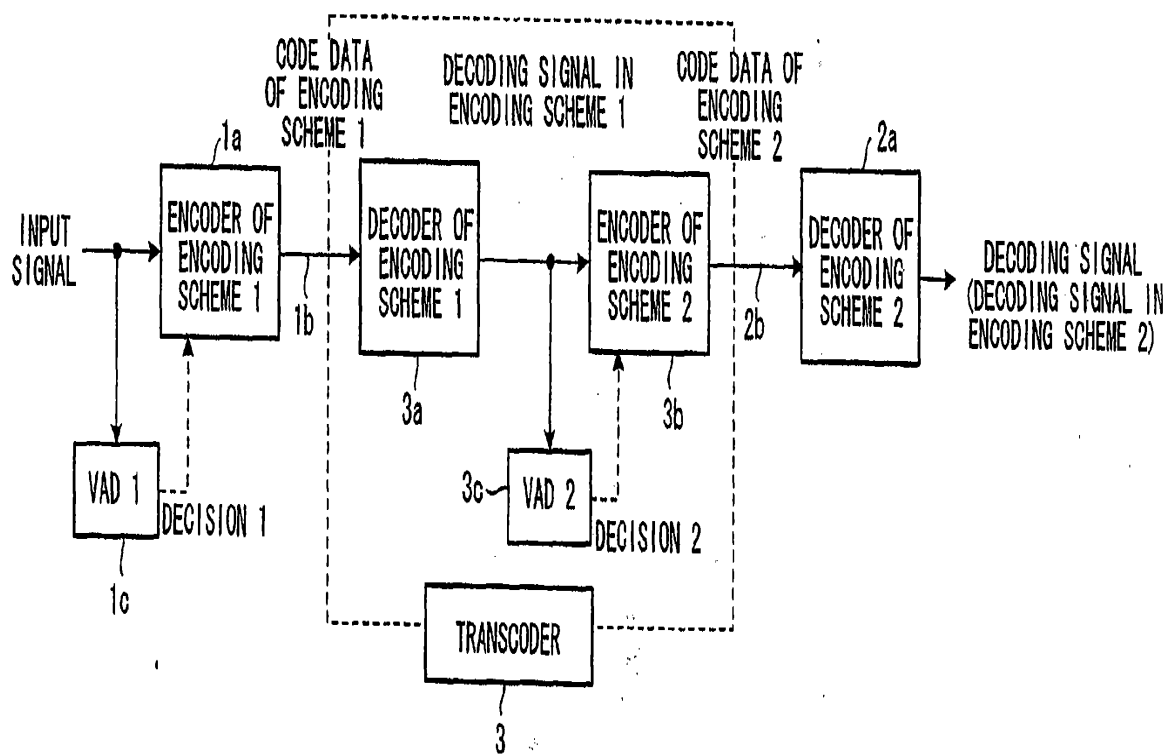 CODE DATA
OF ENCODING
SCHEME 1
DECODING SIGNAL IN
ENCODING SCHEME 1
CODE DATA OF
ENCODING
SCHEME 2
1a
2a
INPUT
SIGNAL
ENCODER OF
ENCODING
SCHEME 1
1b
DECODER OF
ENCODING
SCHEME 1
3a
ENCODER OF
ENCODING
SCHEME 2
3b
2b
DECODER OF
ENCODING
SCHEME 2
DECODING SIGNAL
(DECODING SIGNAL IN
ENCODING SCHEME 2)
VAD 1
DECISION 1
1c
3c
VAD 2
DECISION 2
TRANSCODER
3